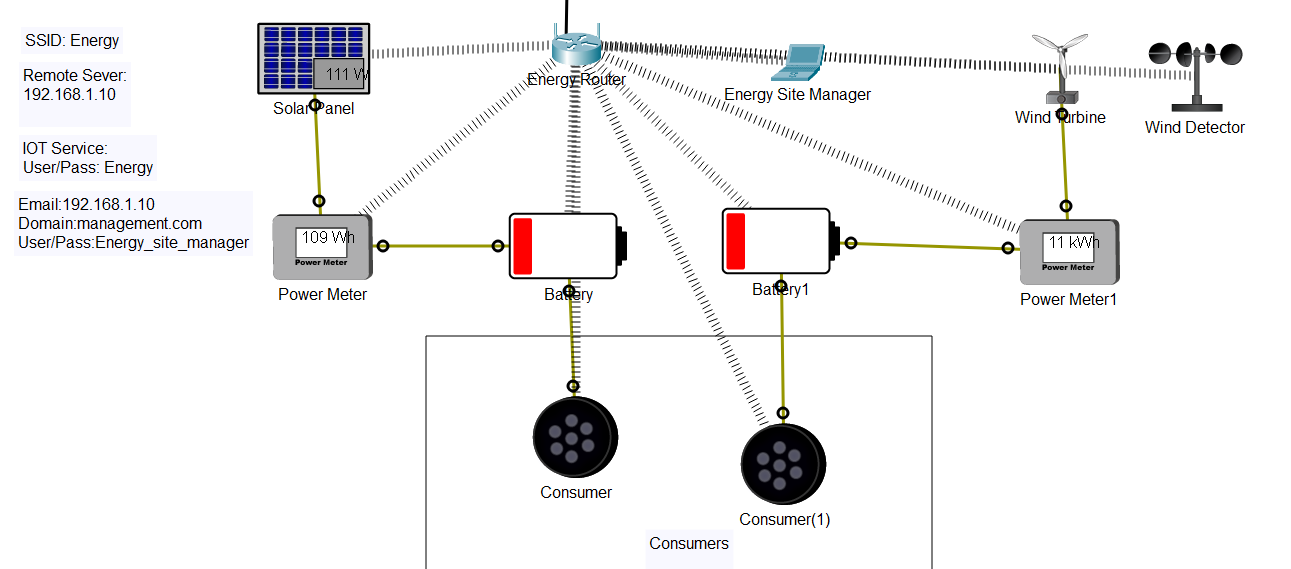 SSID: Energy
Remote Sever:
192.168.1.10
IOT Service:
User/Pass: Energy
Email:192.168.1.10
Domain:management.com
User/Pass:Energy_site_manager
111 W
Solar Panel
Energy Router
Energy Site Manager
Wind Turbine
Wind Detector
109 Wh
Power Meter
Power Meter
Battery
Battery1
11 kWh
Power Meter
Power Meter1
Consumer
Consumer(1)
Consumers